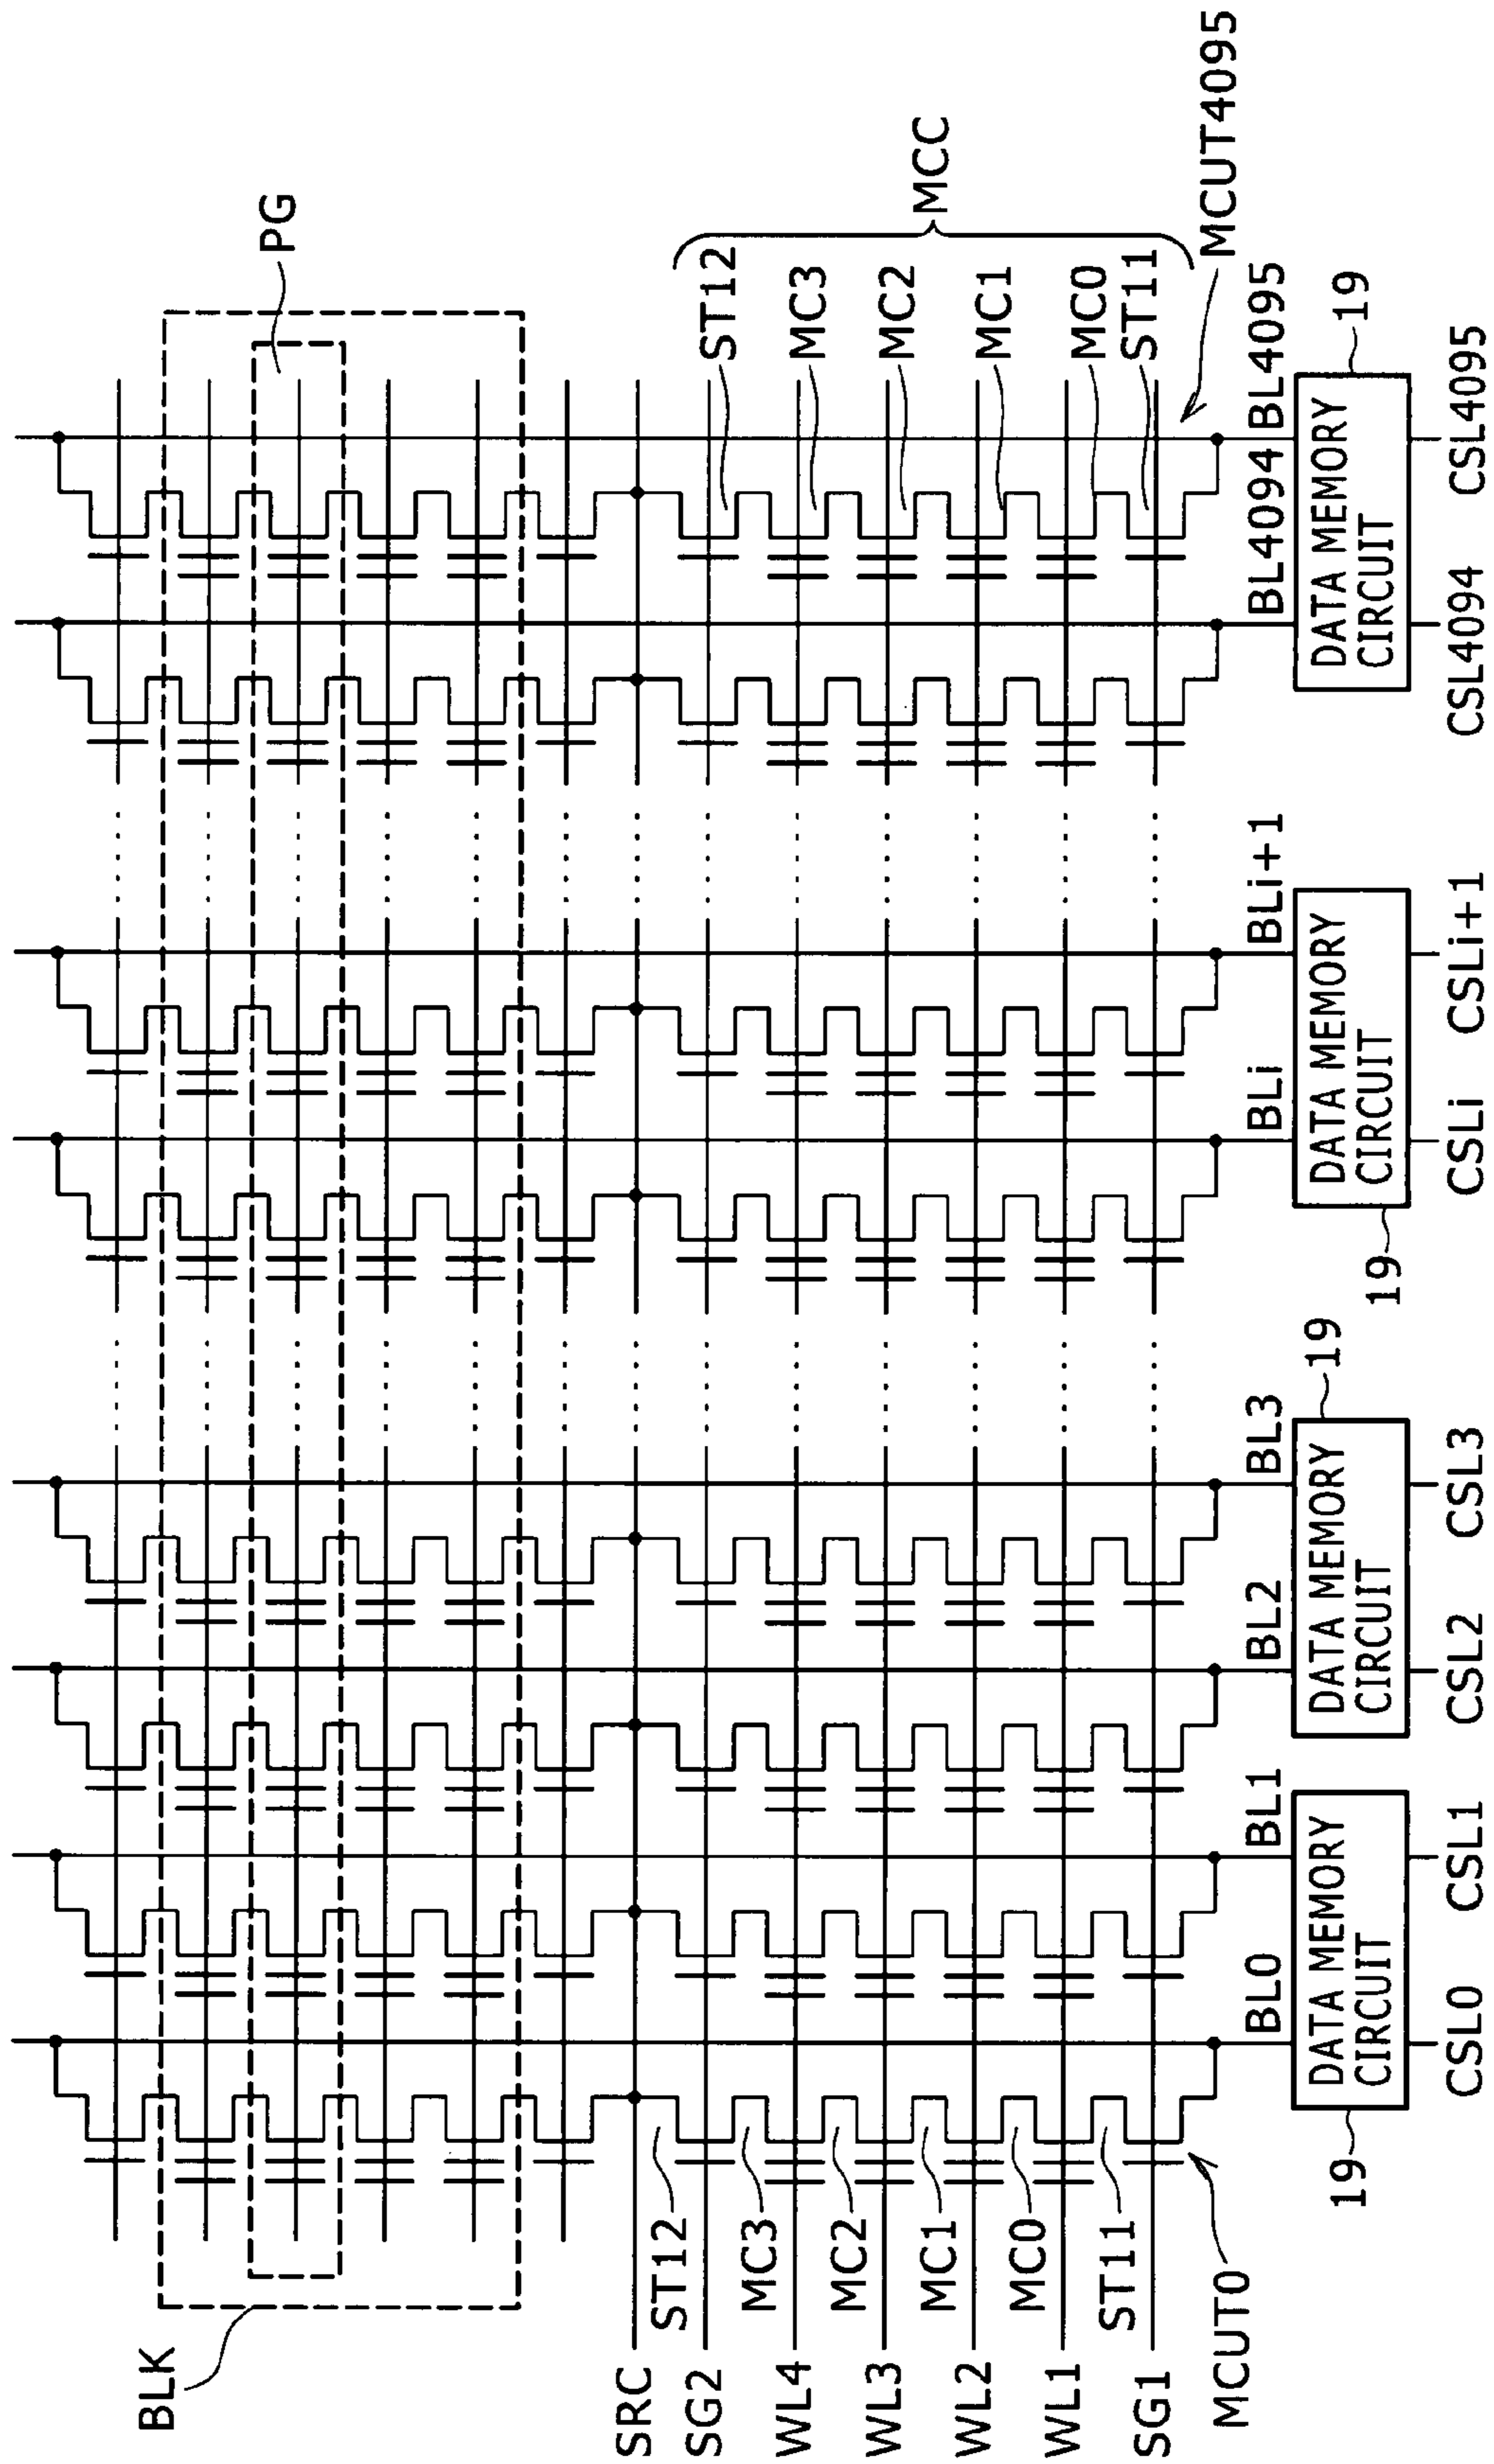 BLK
PG
SRC
SG2
WL4
WL3
WL2
WL1
SG1
ST12
MC3
MC2
MC1
MC0
ST11
MCUT0
ST12
MC3
MC2
MC1
MC0
ST11
MCC
MCUT4095
BL0
BL1
BL2
BL3
BLi
BLi+1
BL4094
BL4095
DATA MEMORY
CIRCUIT
19
DATA MEMORY
CIRCUIT
19
DATA MEMORY
CIRCUIT
19
DATA MEMORY
CIRCUIT
19
CSL0
CSL1
CSL2
CSL3
CSLi
CSLi+1
CSL4094
CSL4095